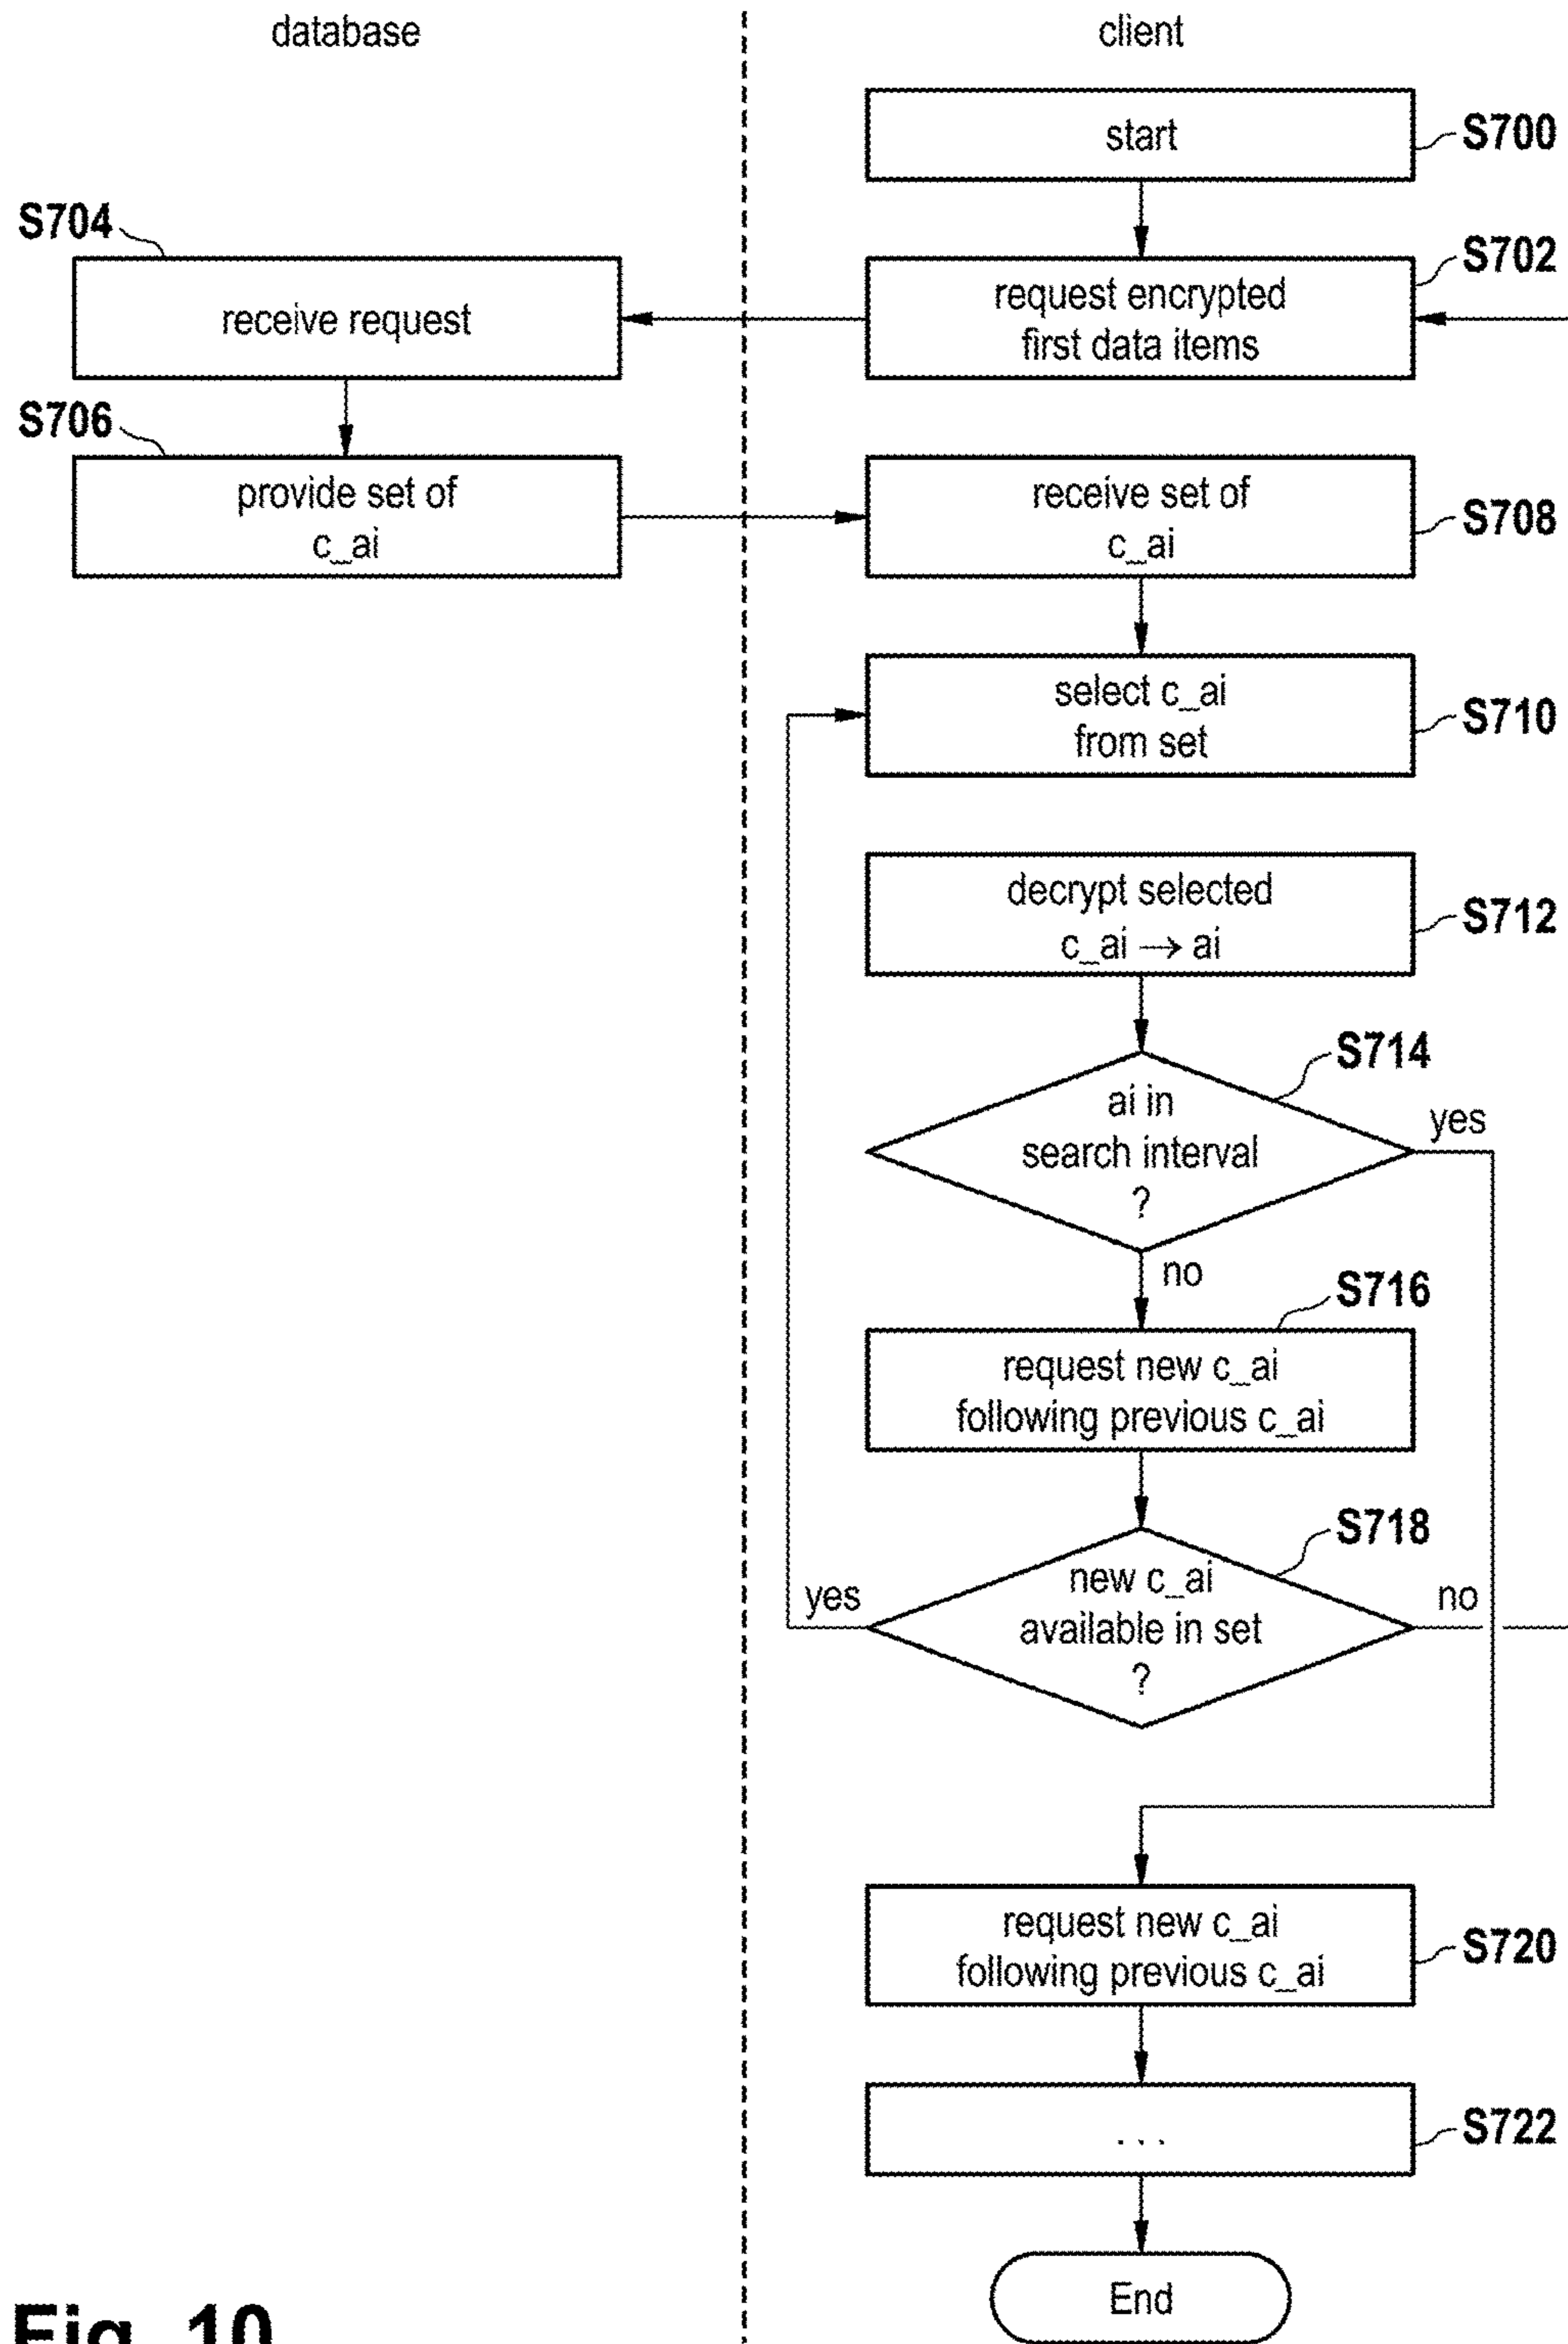 database
client
start
S700
S704
S702
receive request
request encrypted
first data items
S706
provide set of
c_ai
receive set of
c_ai
S708
select c_ai
from set
S710
decrypt selected
c_ai → ai
S712
S714
ai in
search interval
?
yes
no
S716
request new c_ai
following previous c_ai
S718
new c_ai
available in set
?
yes
no
request new c_ai
following previous c_ai
S720
...
S722
End
Fig. 10